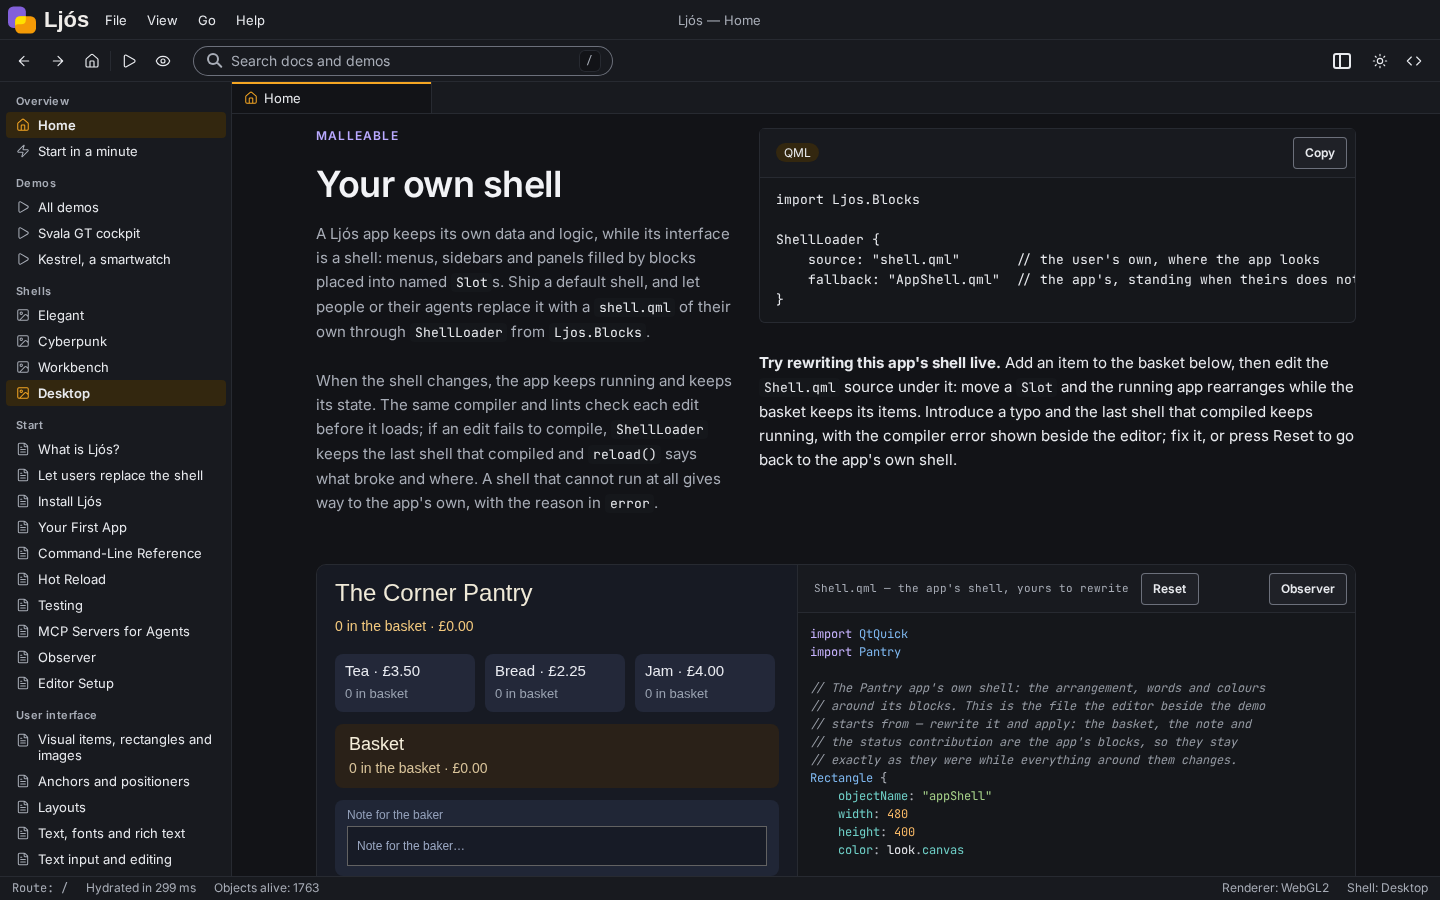 Ljós
File View Go Help
Ljós — Home
Search docs and demos /
Overview
Home
Start in a minute
Demos
All demos
Svala GT cockpit
Kestrel, a smartwatch
Shells
Elegant
Cyberpunk
Workbench
Desktop
Start
What is Ljós?
Let users replace the shell
Install Ljós
Your First App
Command-Line Reference
Hot Reload
Testing
MCP Servers for Agents
Observer
Editor Setup
User interface
Visual items, rectangles and
images
Anchors and positioners
Layouts
Text, fonts and rich text
Text input and editing
Home
MALLEABLE
Your own shell
A Ljós app keeps its own data and logic, while its interface
is a shell: menus, sidebars and panels filled by blocks
placed into named Slot s. Ship a default shell, and let
people or their agents replace it with a shell.qml of their
own through ShellLoader from Ljos.Blocks .
When the shell changes, the app keeps running and keeps
its state. The same compiler and lints check each edit
before it loads; if an edit fails to compile, ShellLoader
keeps the last shell that compiled and reload() says
what broke and where. A shell that cannot run at all gives
way to the app's own, with the reason in error .
QML
Copy
import Ljos.Blocks
ShellLoader {
source: "shell.qml" // the user's own, where the app looks
fallback: "AppShell.qml" // the app's, standing when theirs does not
}
Try rewriting this app's shell live. Add an item to the basket below, then edit the
Shell.qml source under it: move a Slot and the running app rearranges while the
basket keeps its items. Introduce a typo and the last shell that compiled keeps
running, with the compiler error shown beside the editor; fix it, or press Reset to go
back to the app's own shell.
The Corner Pantry
0 in the basket · £0.00
Tea · £3.50
0 in basket
Bread · £2.25
0 in basket
Jam · £4.00
0 in basket
Basket
0 in the basket · £0.00
Note for the baker
Note for the baker…
Shell.qml — the app's shell, yours to rewrite
Reset
Observer
import QtQuick
import Pantry
// The Pantry app's own shell: the arrangement, words and colours
// around its blocks. This is the file the editor beside the demo
// starts from — rewrite it and apply: the basket, the note and
// the status contribution are the app's blocks, so they stay
// exactly as they were while everything around them changes.
Rectangle {
objectName: "appShell"
width: 480
height: 400
color: look.canvas
Route: / Hydrated in 299 ms Objects alive: 1763
Renderer: WebGL2 Shell: Desktop